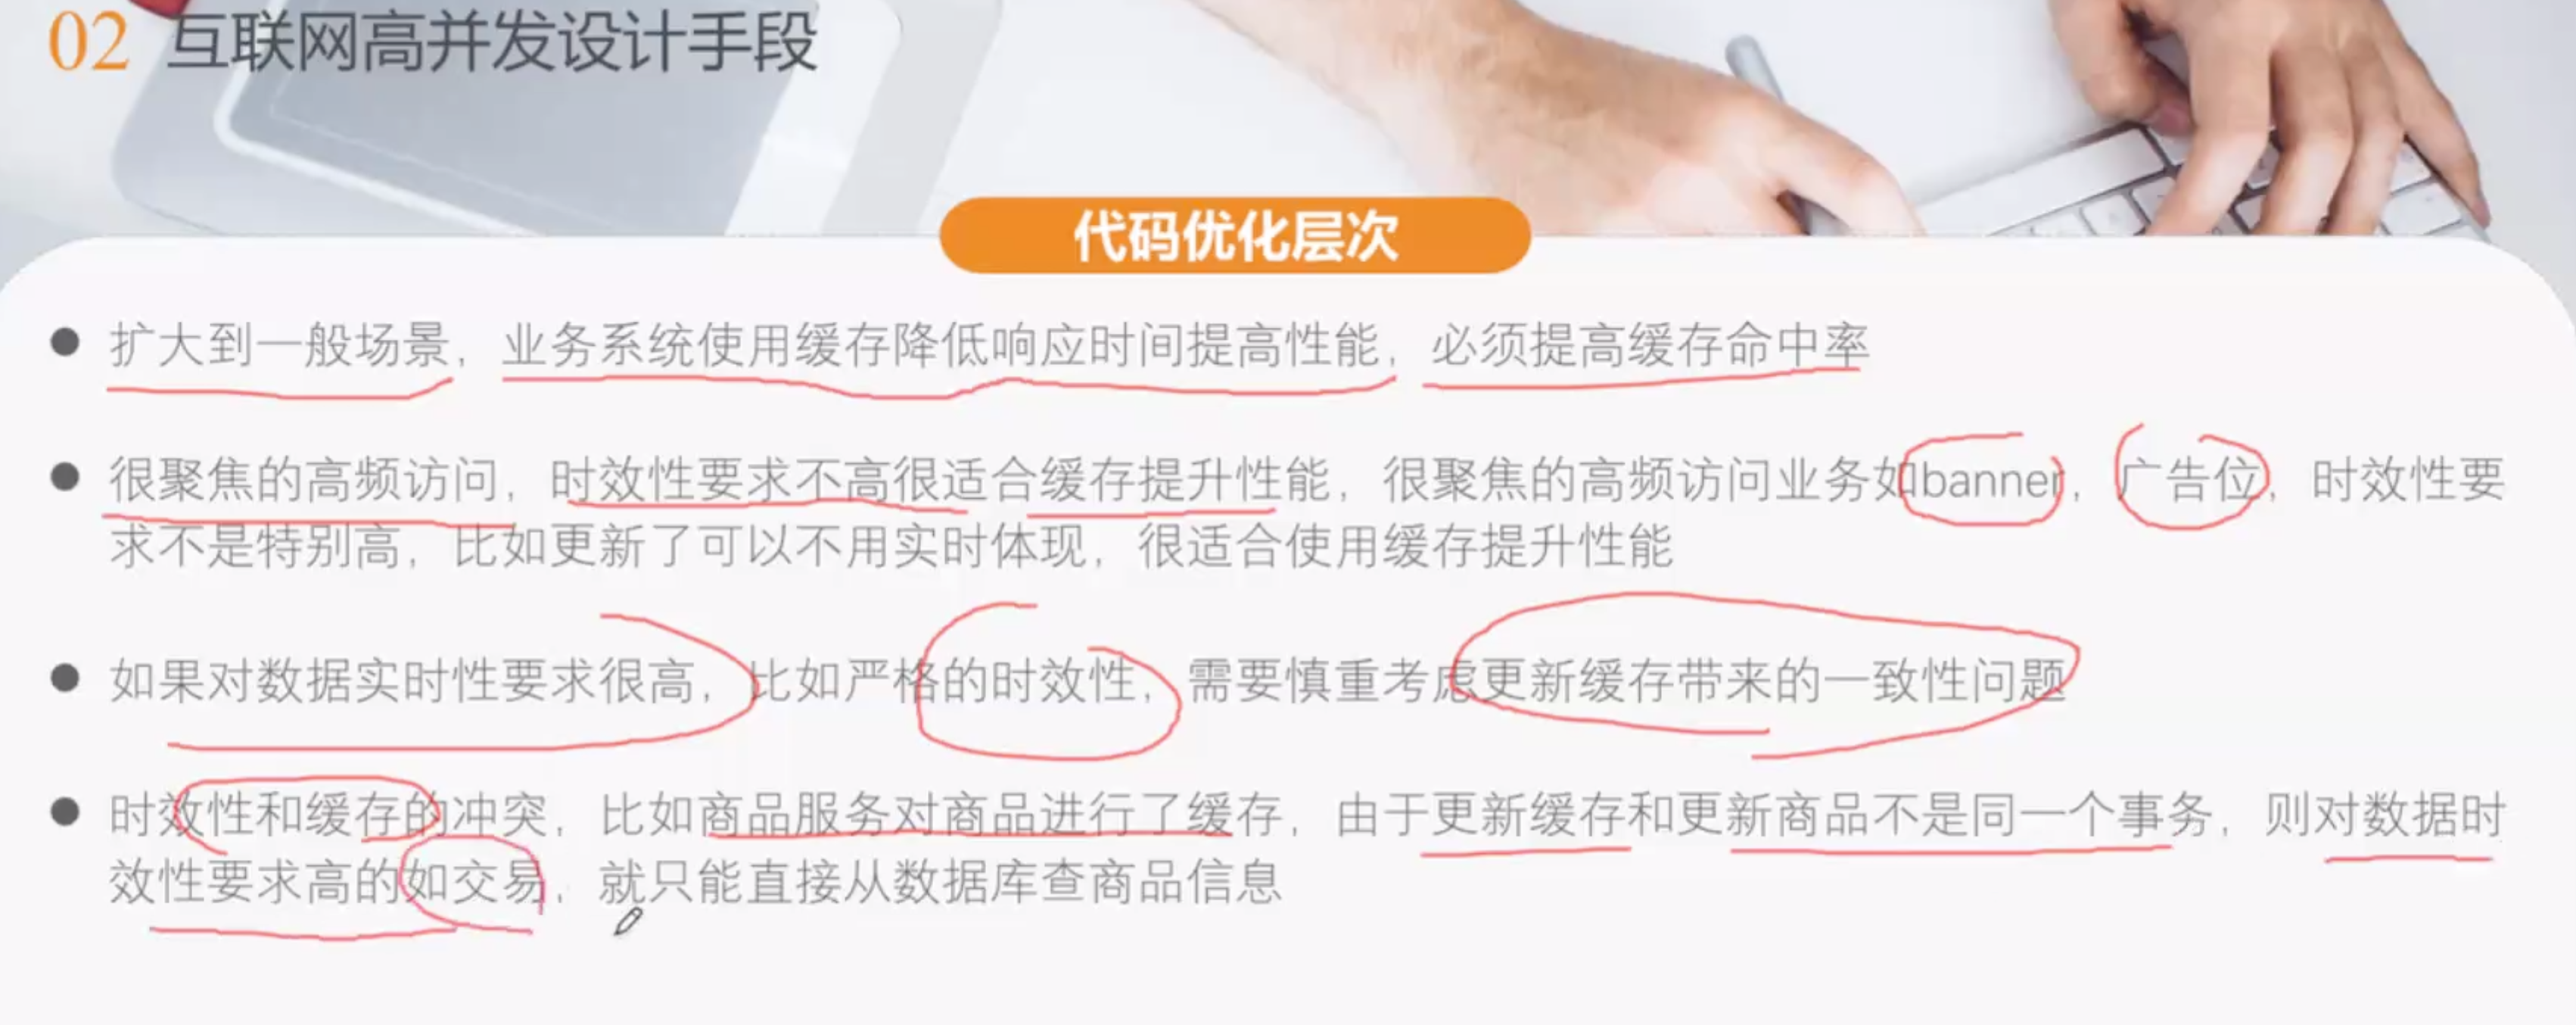 02 互联网高并发设计手段
代码优化层次
● 扩大到一般场景，业务系统使用缓存降低响应时间提高性能，必须提高缓存命中率
● 很聚焦的高频访问，时效性要求不高很适合缓存提升性能，很聚焦的高频访问业务如banner，广告位，时效性要
求不是特别高，比如更新了可以不用实时体现，很适合使用缓存提升性能
● 如果对数据实时性要求很高，比如严格的时效性，需要慎重考虑更新缓存带来的一致性问题
● 时效性和缓存的冲突，比如商品服务对商品进行了缓存，由于更新缓存和更新商品不是同一个事务，则对数据时
效性要求高的如交易，就只能直接从数据库查商品信息